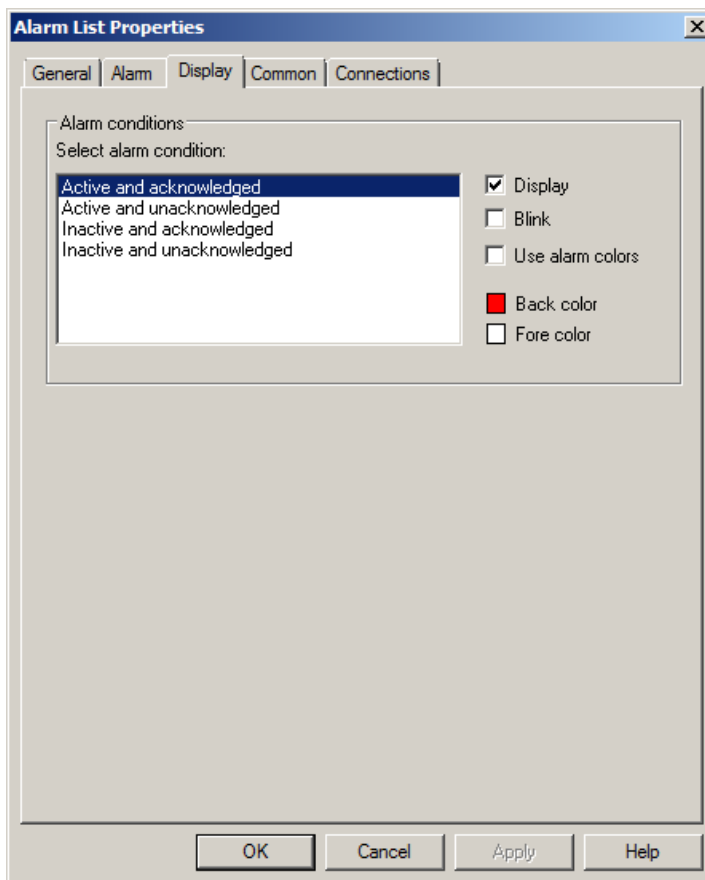 Alarm List Properties
General Alarm Display Common Connections
Alarm conditions
Select alarm condition:
Active and acknowledged
Active and unacknowledged
Inactive and acknowledged
Inactive and unacknowledged
Display
Blink
Use alarm colors
Back color
Fore color
OK Cancel Apply Help